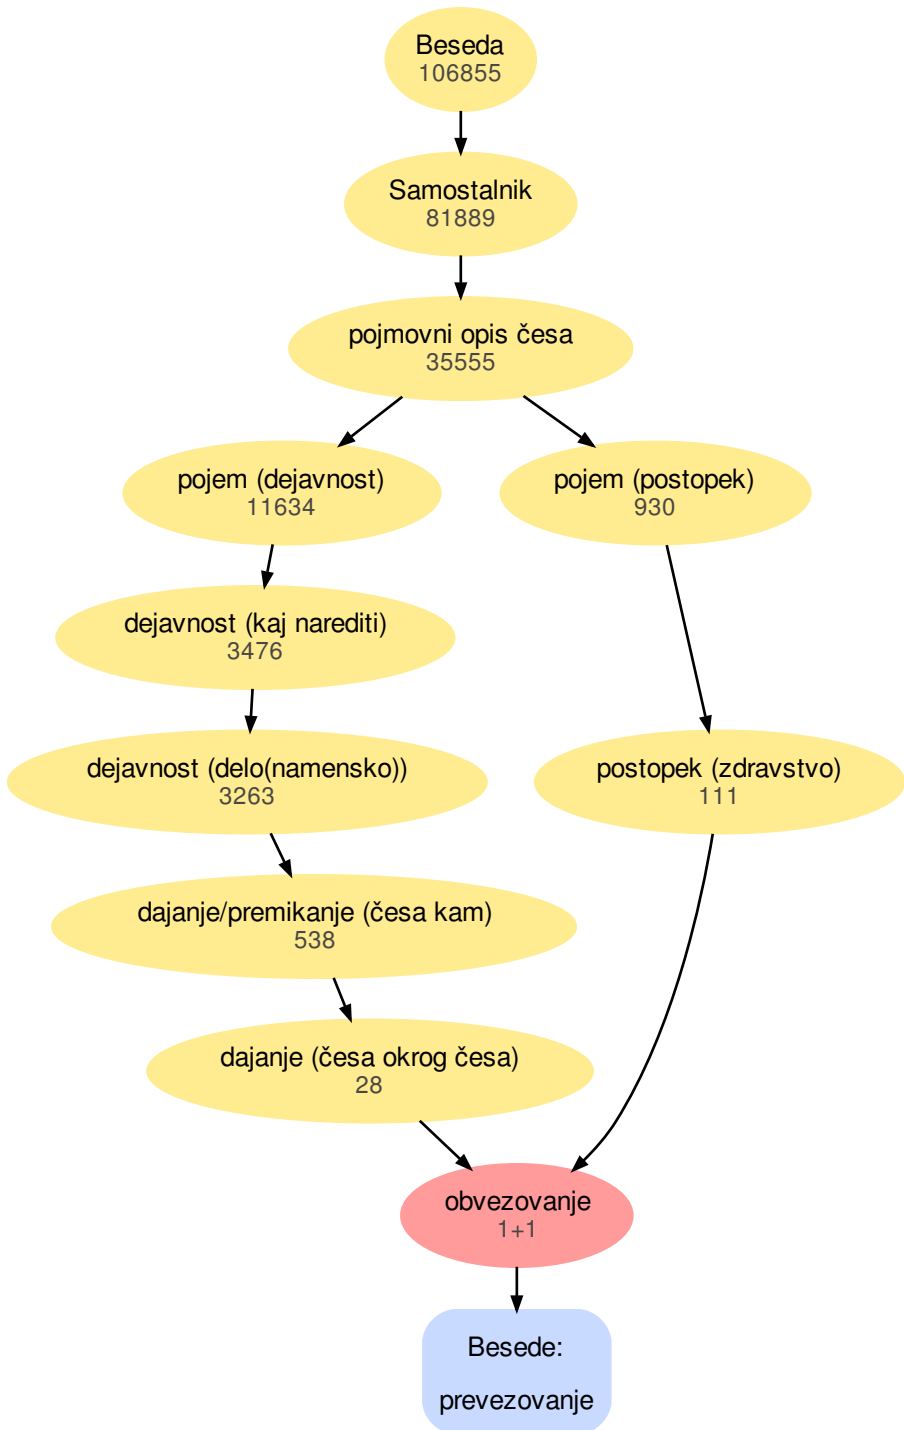 Beseda
106855
Samostalnik
81889
pojmovni opis česa
35555
pojem (dejavnost)
11634
pojem (postopek)
930
dejavnost (kaj narediti)
3476
dejavnost (delo(namensko))
3263
postopek (zdravstvo)
111
dajanje/premikanje (česa kam)
538
dajanje (česa okrog česa)
28
obvezovanje
1+1
Besede:
prevezovanje